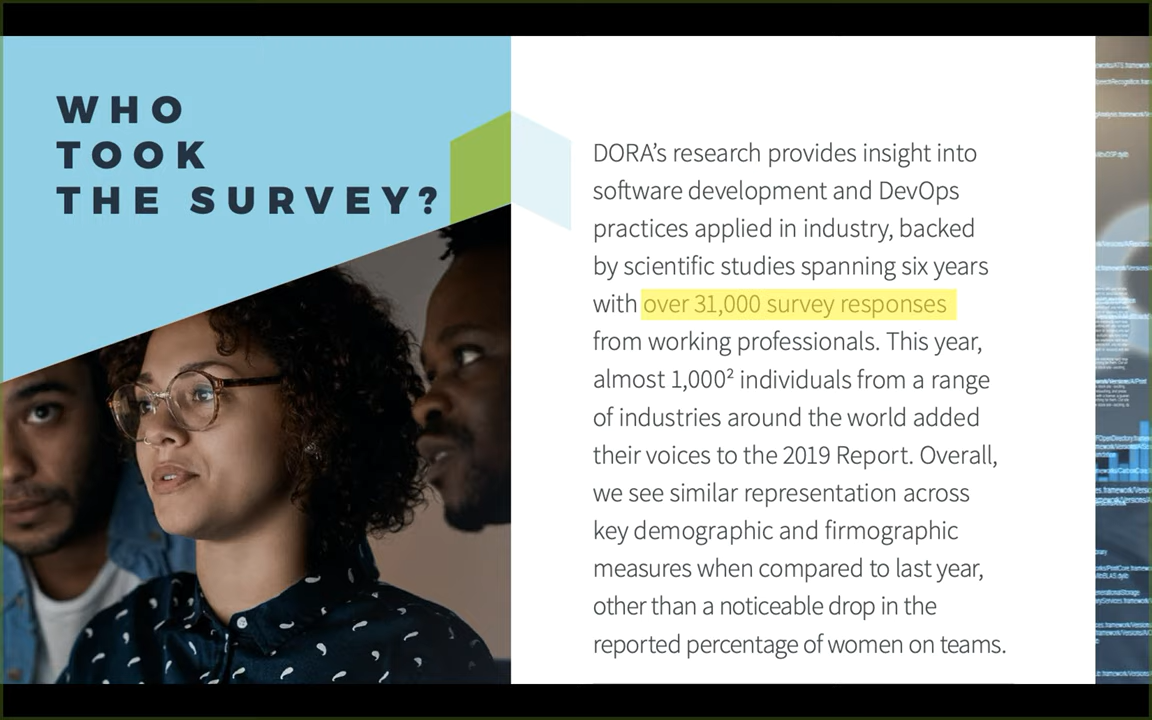 WHO
TOOK
THE SURVEY?
DORA’s research provides insight into
software development and DevOps
practices applied in industry, backed
by scientific studies spanning six years
with over 31,000 survey responses
from working professionals. This year,
almost 1,000² individuals from a range
of industries around the world added
their voices to the 2019 Report. Overall,
we see similar representation across
key demographic and firmographic
measures when compared to last year,
other than a noticeable drop in the
reported percentage of women on teams.